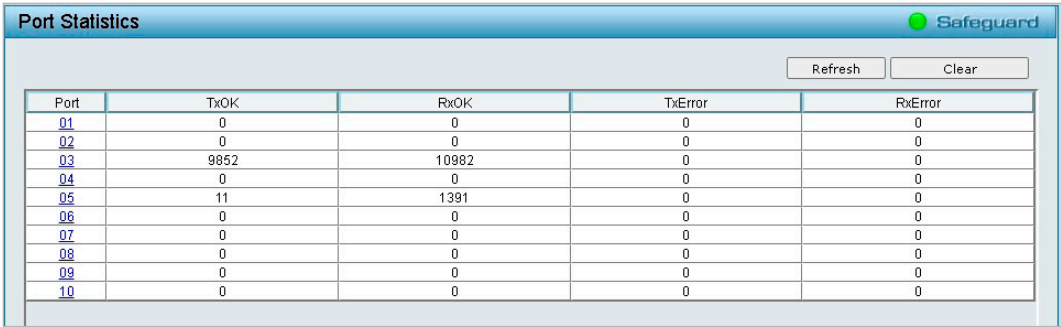 Port Statistics Safeguard
Refresh Clear
Port TxOK RxOK TxError RxError
01 0 0 0 0
02 0 0 0 0
03 9852 10982 0 0
04 0 0 0 0
05 11 1391 0 0
06 0 0 0 0
07 0 0 0 0
08 0 0 0 0
09 0 0 0 0
10 0 0 0 0